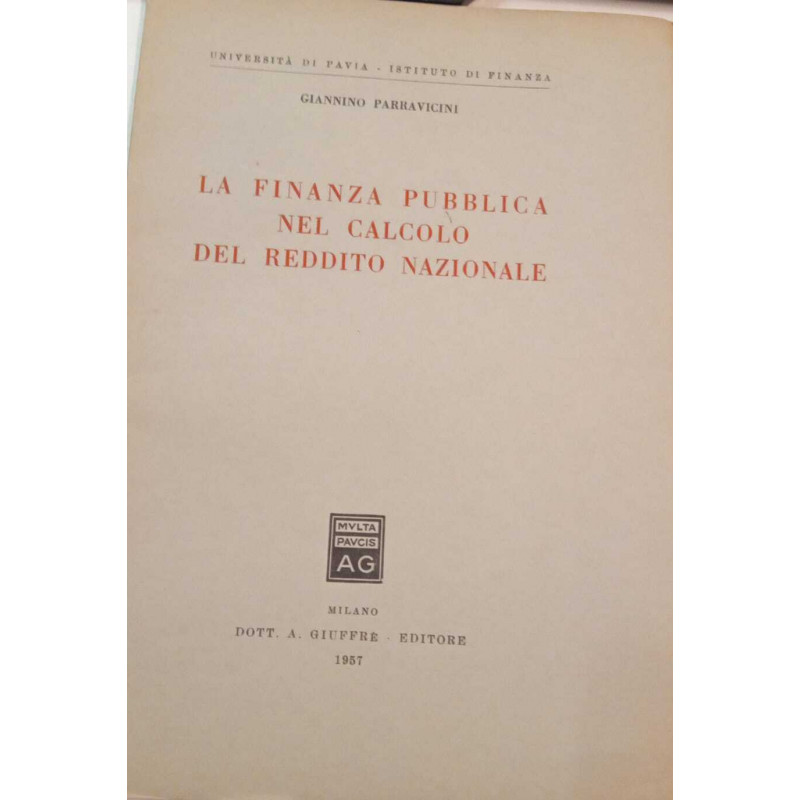 UNIVERSITÀ DI PAVIA - ISTITUTO DI FINANZA
GIANNINO PARRAVICINI
LA FINANZA PUBBLICA
NEL CALCOLO
DEL REDDITO NAZIONALE
MVLTA
PAVCIS
AG
MILANO
DOTT. A. GIUFFRÈ - EDITORE
1957